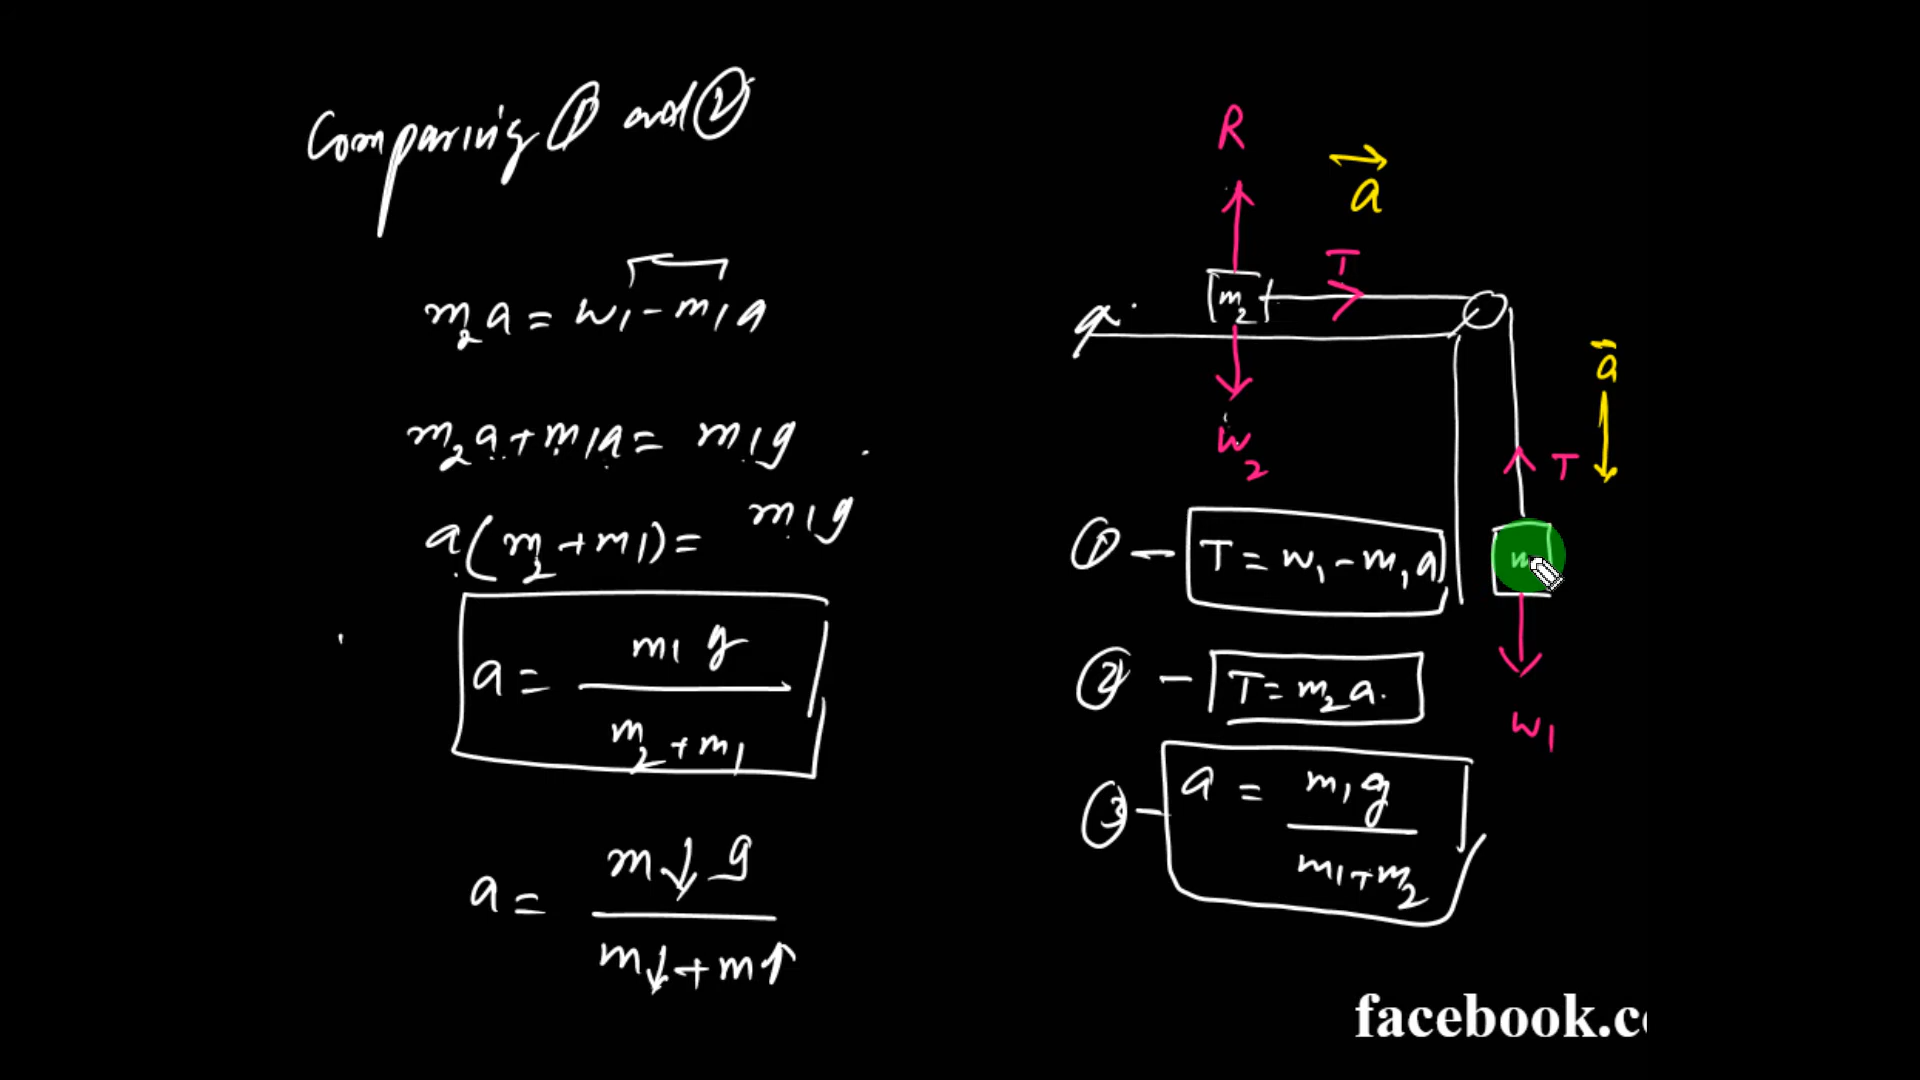 Comparing ① and ②
m₂a = w₁ - m₁a
m₂a + m₁a = m₁g
a(m₂ + m₁) = m₁g
a = m₁g / m₂ + m₁
a = m↓ g / m↓ + m↑
R
→
a
T
m₂
a
W₂
T
① - T = w₁ - m₁a
② - T = m₂a.
W₁
③ - a = m₁g / m₁ + m₂
facebook.c